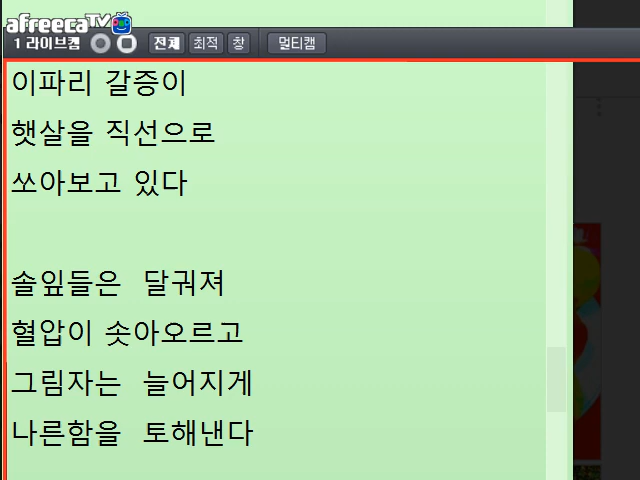 afreecaTV
1 라이브캠 전체 최적 창 멀티캠
이파리 갈증이
햇살을 직선으로
쏘아보고 있다
솔잎들은 달궈져
혈압이 솟아오르고
그림자는 늘어지게
나른함을 토해낸다